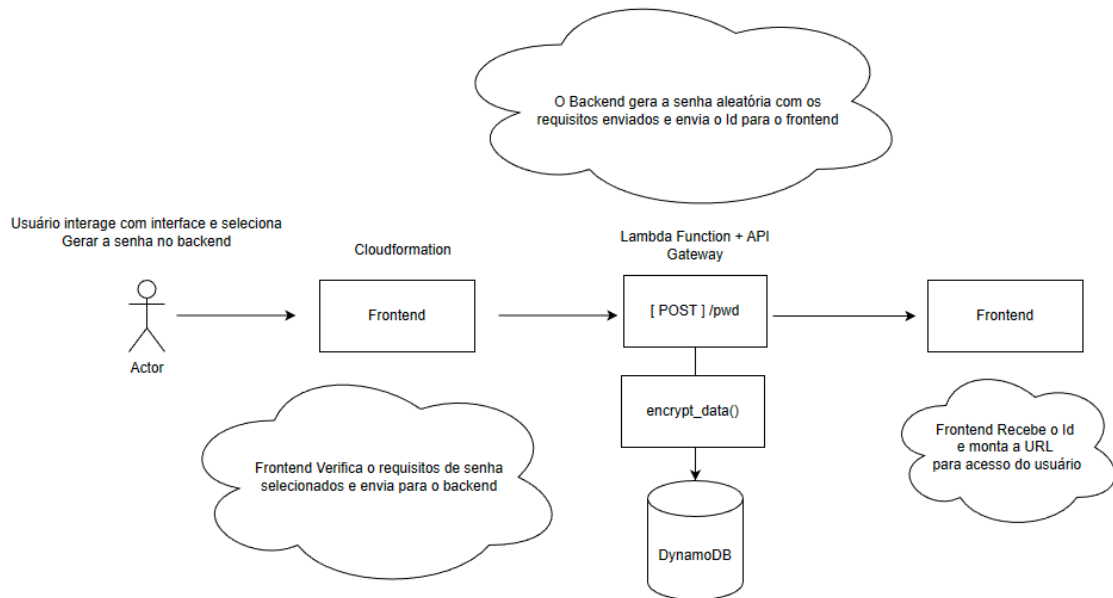 O Backend gera a senha aleatória com os
requisitos enviados e envia o Id para o frontend
Usuário interage com interface e seleciona
Gerar a senha no backend
Actor
Cloudformation
Frontend
Frontend Verifica o requisitos de senha
selecionados e envia para o backend
Lambda Function + API
Gateway
[ POST ] /pwd
encrypt_data()
DynamoDB
Frontend
Frontend Recebe o Id
e monta a URL
para acesso do usuário